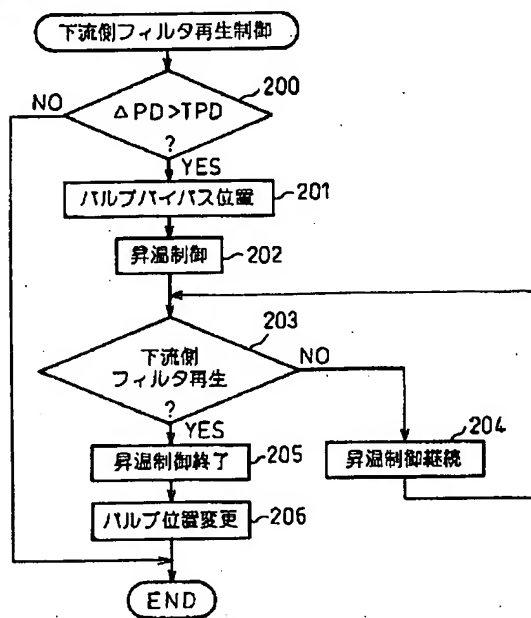 下流側フィルタ再生制御
200
NO
ΔPD>TPD
?
YES
バルブバイパス位置
201
昇温制御
202
203
下流側
フィルタ再生
NO
?
YES
204
昇温制御終了
205
昇温制御継続
バルブ位置変更
206
END